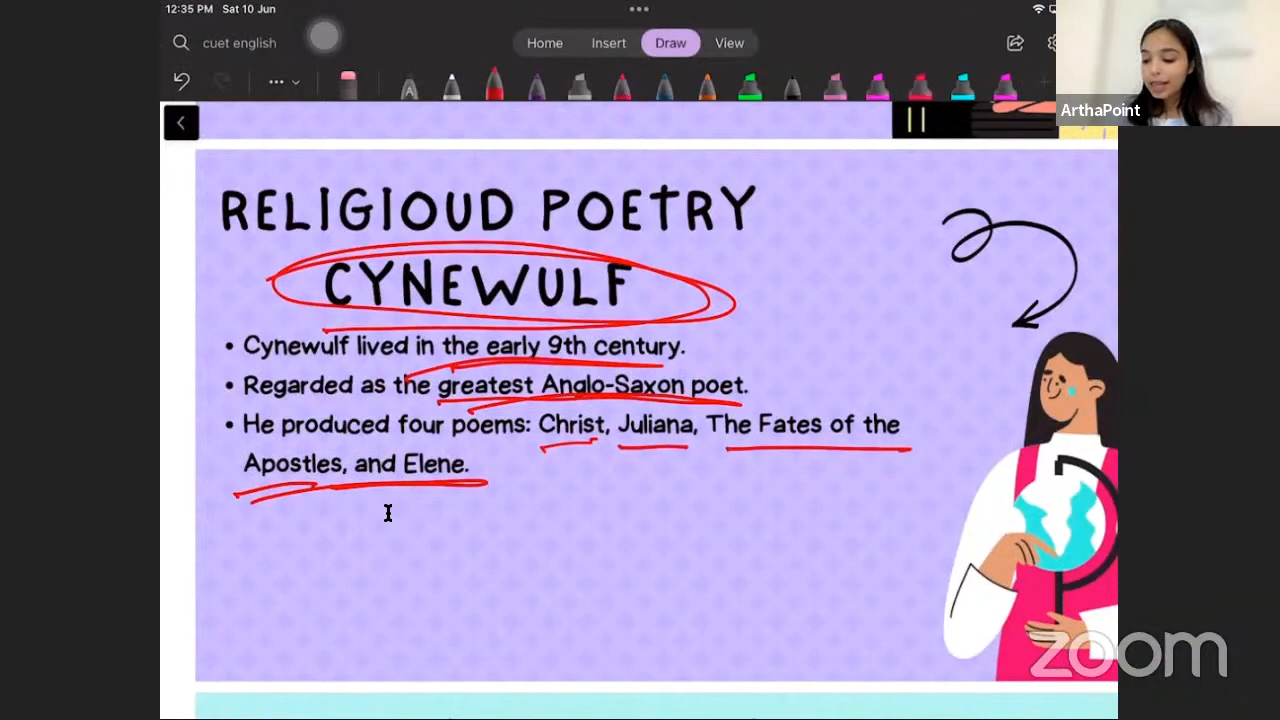 12:35 PM Sat 10 Jun
cuet english
Home Insert Draw View
A
ArthaPoint
RELIGIOUD POETRY
CYNEWULF
• Cynewulf lived in the early 9th century.
• Regarded as the greatest Anglo-Saxon poet.
• He produced four poems: Christ, Juliana, The Fates of the
Apostles, and Elene.
zoom